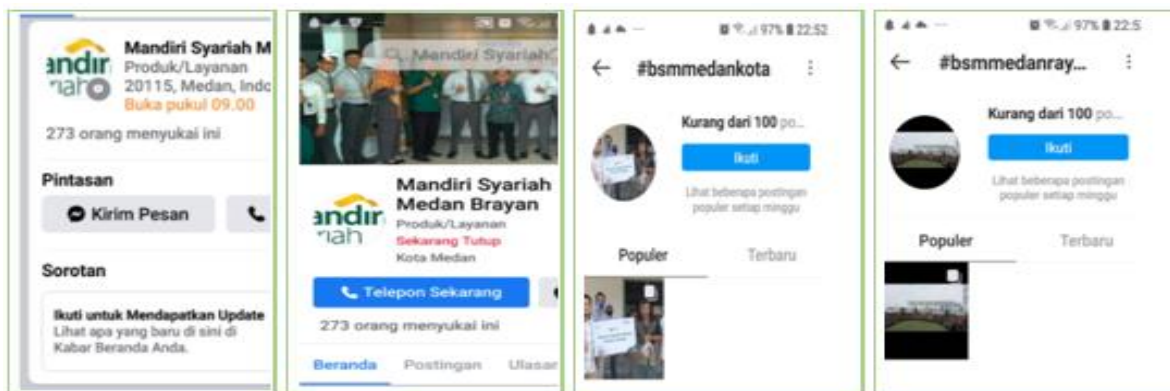 Mandiri Syariah M
Produk/Layanan
20115, Medan, Indo
Buka pukul 09.00
andir
riah
273 orang menyukai ini
Pintasan
Kirim Pesan
Sorotan
Ikuti untuk Mendapatkan Update
Lihat apa yang baru di sini di
Kabar Beranda Anda.
Mandiri Syariah
Mandiri Syariah
Medan Brayan
andir
riah
Produk/Layanan
Sekarang Tutup
Kota Medan
Telepon Sekarang
273 orang menyukai ini
Beranda Postingan Ulasan
97% 22:52
#bsmmedankota
Kurang dari 100 po...
Ikuti
Lihat beberapa postingan
populer setiap minggu
Populer Terbaru
97% 22:5
#bsmmedanray...
Kurang dari 100 po...
Ikuti
Lihat beberapa postingan
populer setiap minggu
Populer Terbaru